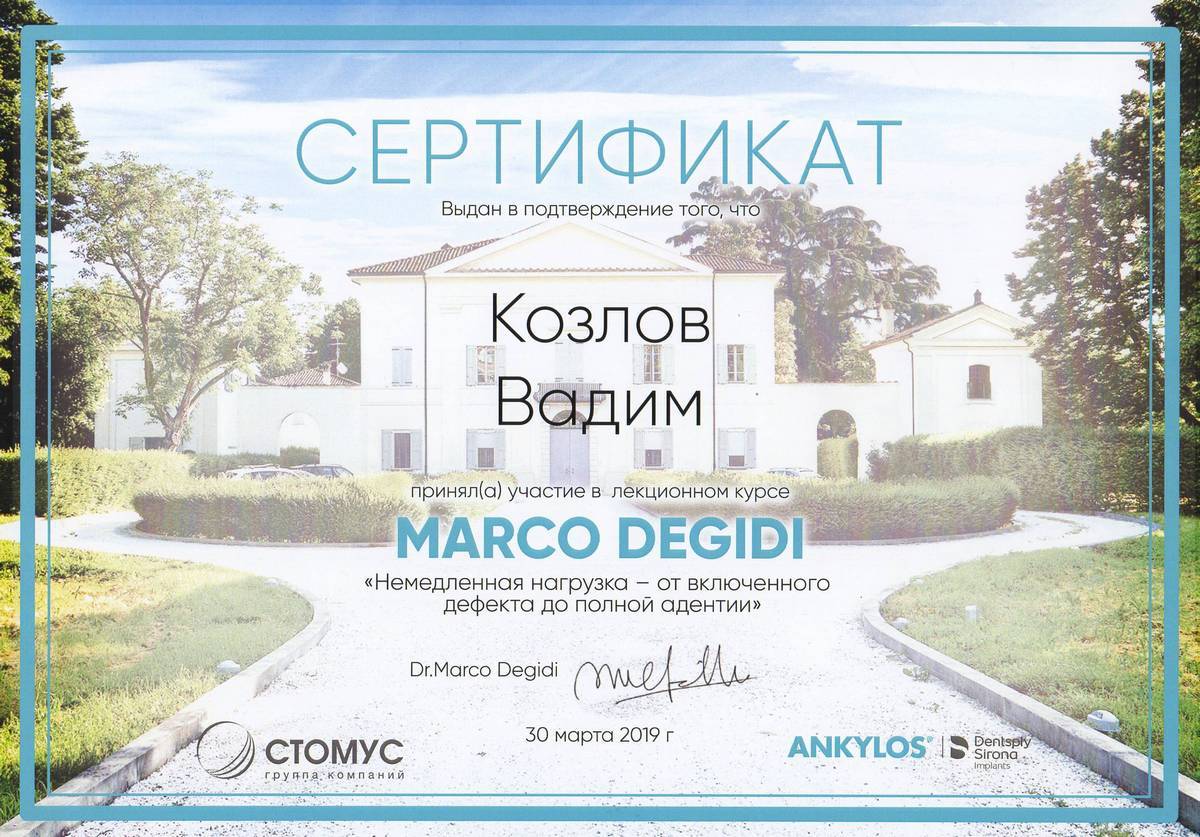 СЕРТИФИКАТ
Выдан в подтверждение того, что
Козлов
Вадим
принял(а) участие в лекционном курсе
MARCO DEGIDI
«Немедленная нагрузка – от включенного
дефекта до полной адентии»
Dr.Marco Degidi
30 марта 2019 г
СТОМУС
группа компаний
ANKYLOS®
Dentsply
Sirona
Implants